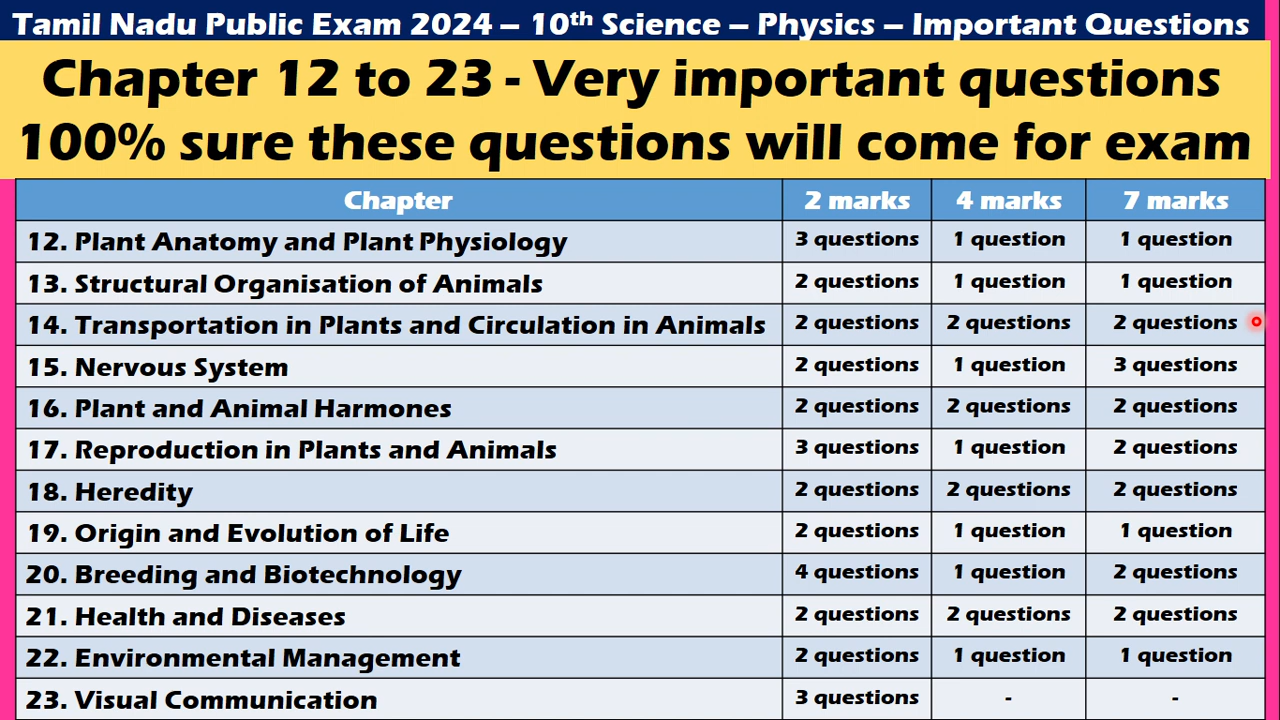 Tamil Nadu Public Exam 2024 – 10th Science – Physics – Important Questions
Chapter 12 to 23 - Very important questions
100% sure these questions will come for exam
Chapter 2 marks 4 marks 7 marks
12. Plant Anatomy and Plant Physiology 3 questions 1 question 1 question
13. Structural Organisation of Animals 2 questions 1 question 1 question
14. Transportation in Plants and Circulation in Animals 2 questions 2 questions 2 questions
15. Nervous System 2 questions 1 question 3 questions
16. Plant and Animal Harmones 2 questions 2 questions 2 questions
17. Reproduction in Plants and Animals 3 questions 1 question 2 questions
18. Heredity 2 questions 2 questions 2 questions
19. Origin and Evolution of Life 2 questions 1 question 1 question
20. Breeding and Biotechnology 4 questions 1 question 2 questions
21. Health and Diseases 2 questions 2 questions 2 questions
22. Environmental Management 2 questions 1 question 1 question
23. Visual Communication 3 questions - -